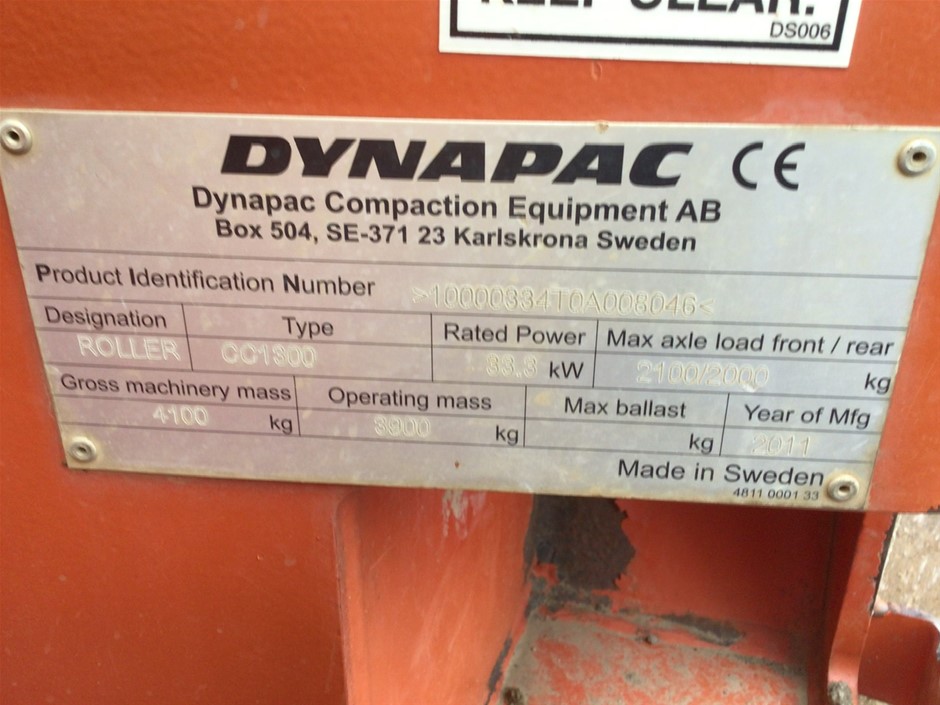 KEEP CLEAR.
DS006
DYNAPAC CE
Dynapac Compaction Equipment AB
Box 504, SE-371 23 Karlskrona Sweden
Product Identification Number >10000334T0A008046<
Designation Type Rated Power Max axle load front / rear
ROLLER CC1300 33,3 kW 2100/2000 kg
Gross machinery mass Operating mass Max ballast Year of Mfg
4100 kg 3900 kg kg 2011
Made in Sweden
4811 0001 33